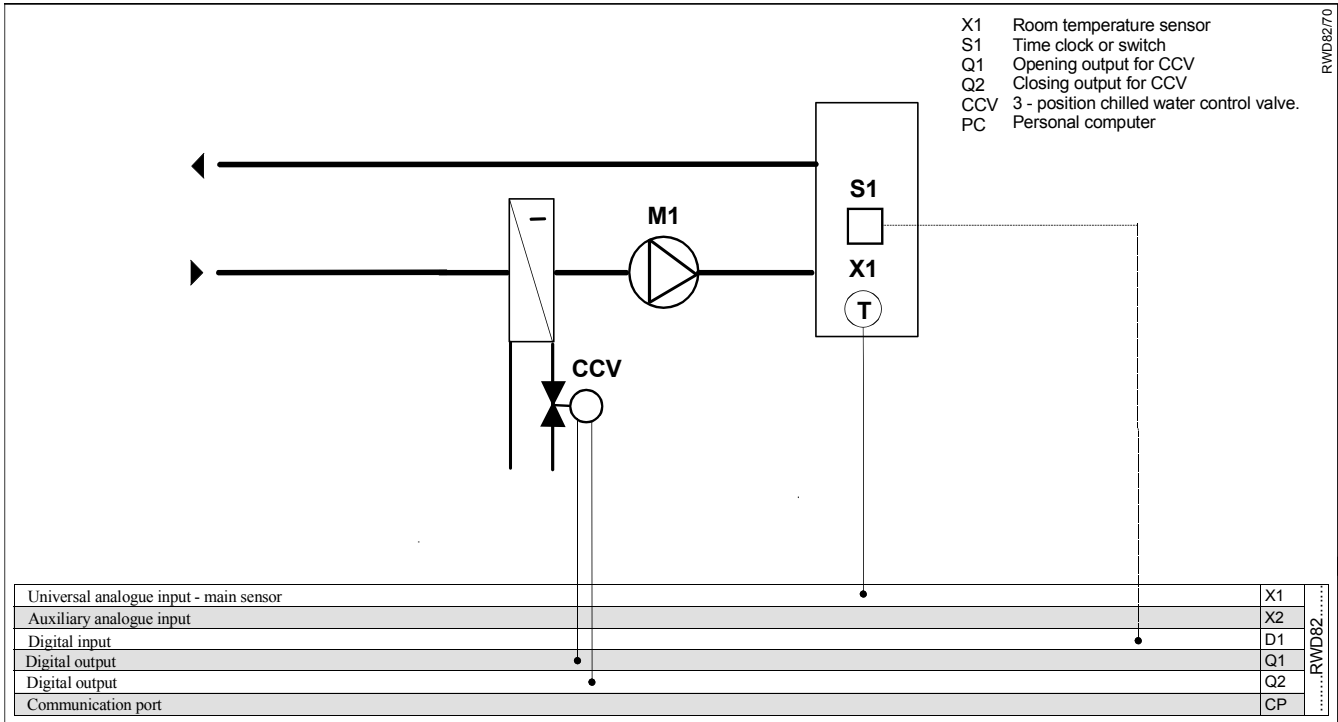 X1 Room temperature sensor
S1 Time clock or switch
Q1 Opening output for CCV
Q2 Closing output for CCV
CCV 3 - position chilled water control valve.
PC Personal computer
RWD82/70
S1
M1
X1
T
CCV
Universal analogue input - main sensor X1
Auxiliary analogue input X2
Digital input D1
Digital output Q1
Digital output Q2
Communication port CP
........RWD82........